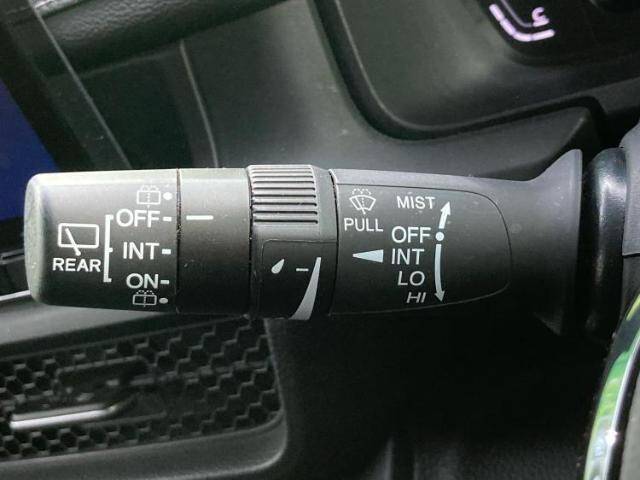 REAR
OFF
INT
ON
PULL
MIST
OFF
INT
LO
HI